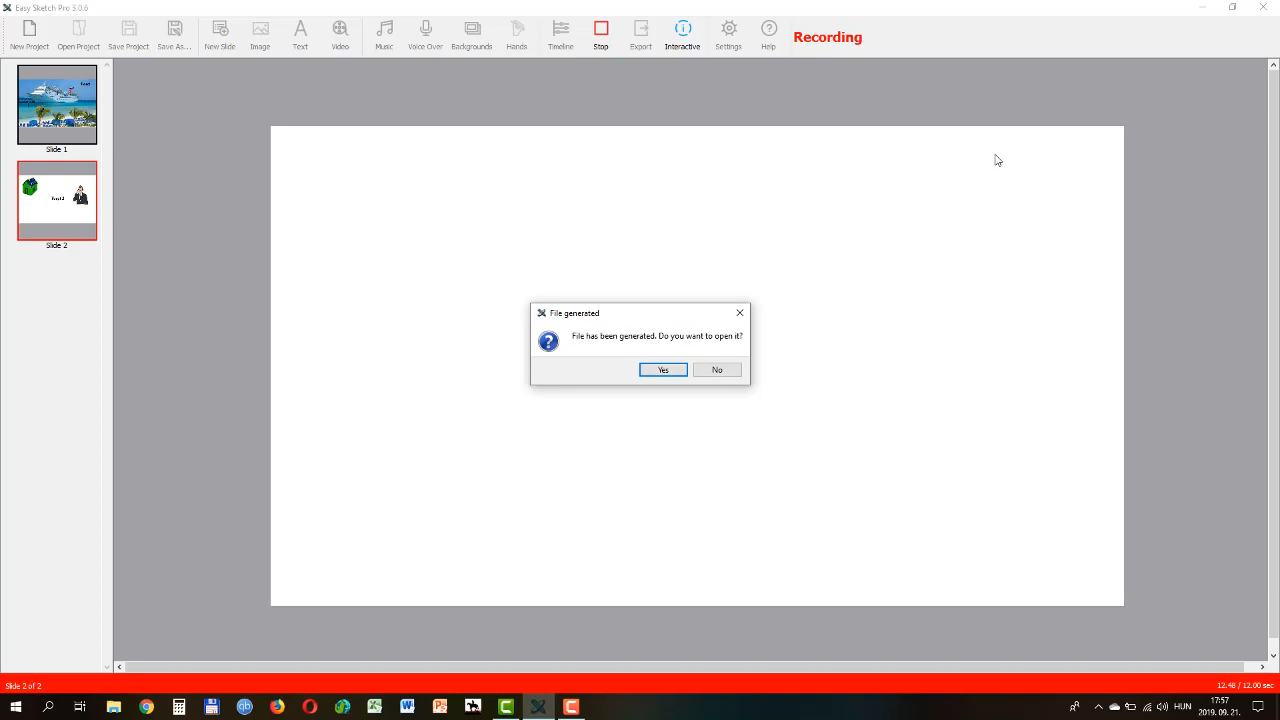 Easy Sketch Pro 3.0.6
New Project
Open Project
Save Project
Save As...
New Slide
Image
Text
Video
Music
Voice Over
Backgrounds
Hands
Timeline
Stop
Export
Interactive
Settings
Help
Recording
Slide 1
Slide 2
File generated
File has been generated. Do you want to open it?
Yes
No
Slide 2 of 2
12.48 / 12.00 sec
HUN
17:57
2019. 09. 21.